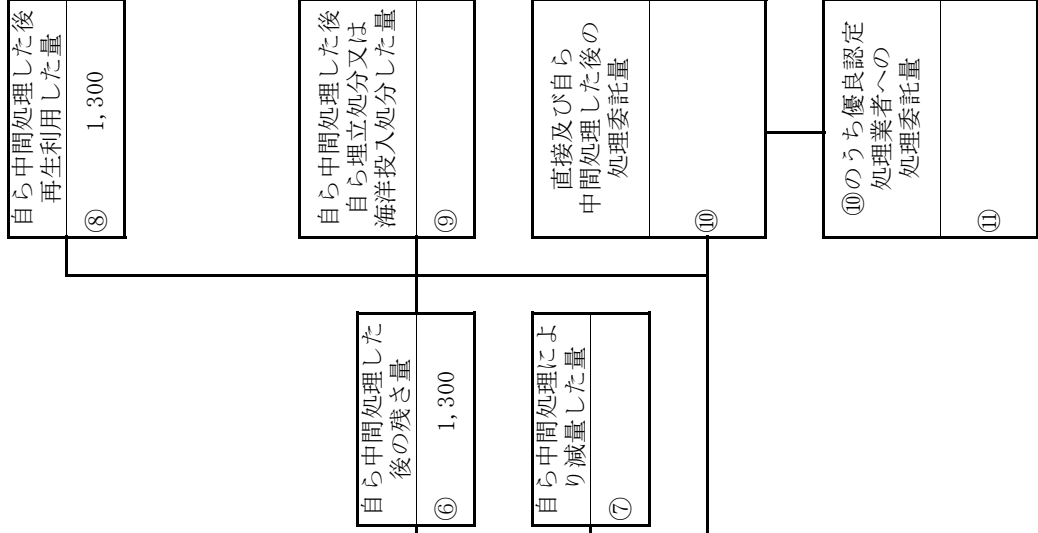 自ら中間処理した後
再生利用した量
⑧ 1,300
自ら中間処理した後
自ら埋立処分又は
海洋投入処分した量
⑨
直接及び自ら
中間処理した後の
処理委託量
⑩
⑩のうち優良認定
処理業者への
処理委託量
⑪
自ら中間処理した
後の残さ量
⑥ 1,300
自ら中間処理によ
り減量した量
⑦